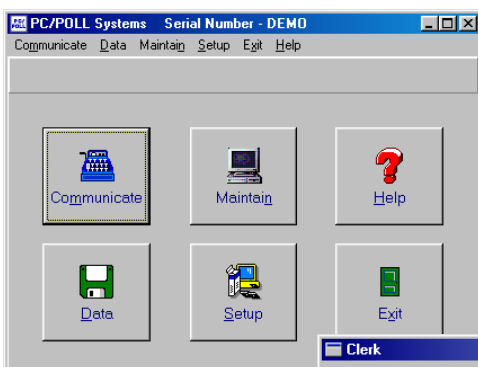 PC/POLL Systems Serial Number - DEMO
Communicate Data Maintain Setup Exit Help
Communicate Maintain Help
Data Setup Exit
Clerk